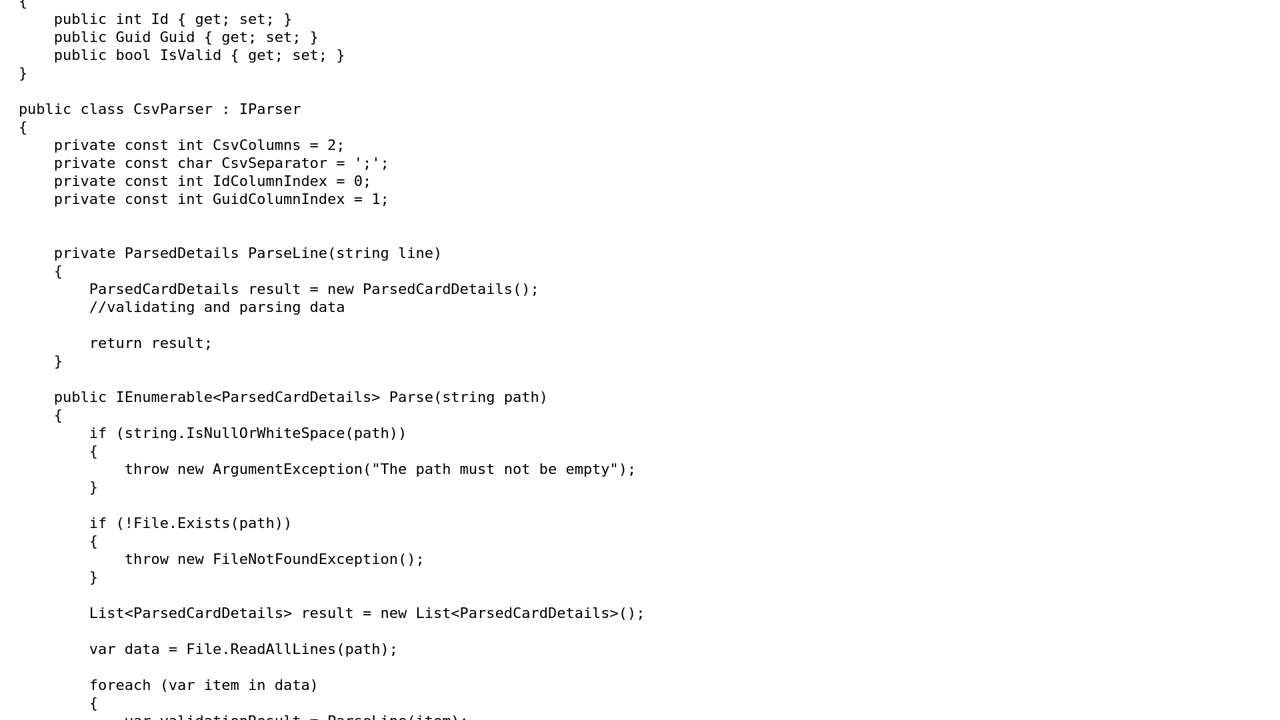 {
    public int Id { get; set; }
    public Guid Guid { get; set; }
    public bool IsValid { get; set; }
}
public class CsvParser : IParser
{
    private const int CsvColumns = 2;
    private const char CsvSeparator = ';';
    private const int IdColumnIndex = 0;
    private const int GuidColumnIndex = 1;
    private ParsedDetails ParseLine(string line)
    {
        ParsedCardDetails result = new ParsedCardDetails();
        //validating and parsing data
        return result;
    }
    public IEnumerable<ParsedCardDetails> Parse(string path)
    {
        if (string.IsNullOrWhiteSpace(path))
        {
            throw new ArgumentException("The path must not be empty");
        }
        if (!File.Exists(path))
        {
            throw new FileNotFoundException();
        }
        List<ParsedCardDetails> result = new List<ParsedCardDetails>();
        var data = File.ReadAllLines(path);
        foreach (var item in data)
        {
            var validationResult = ParseLine(item);